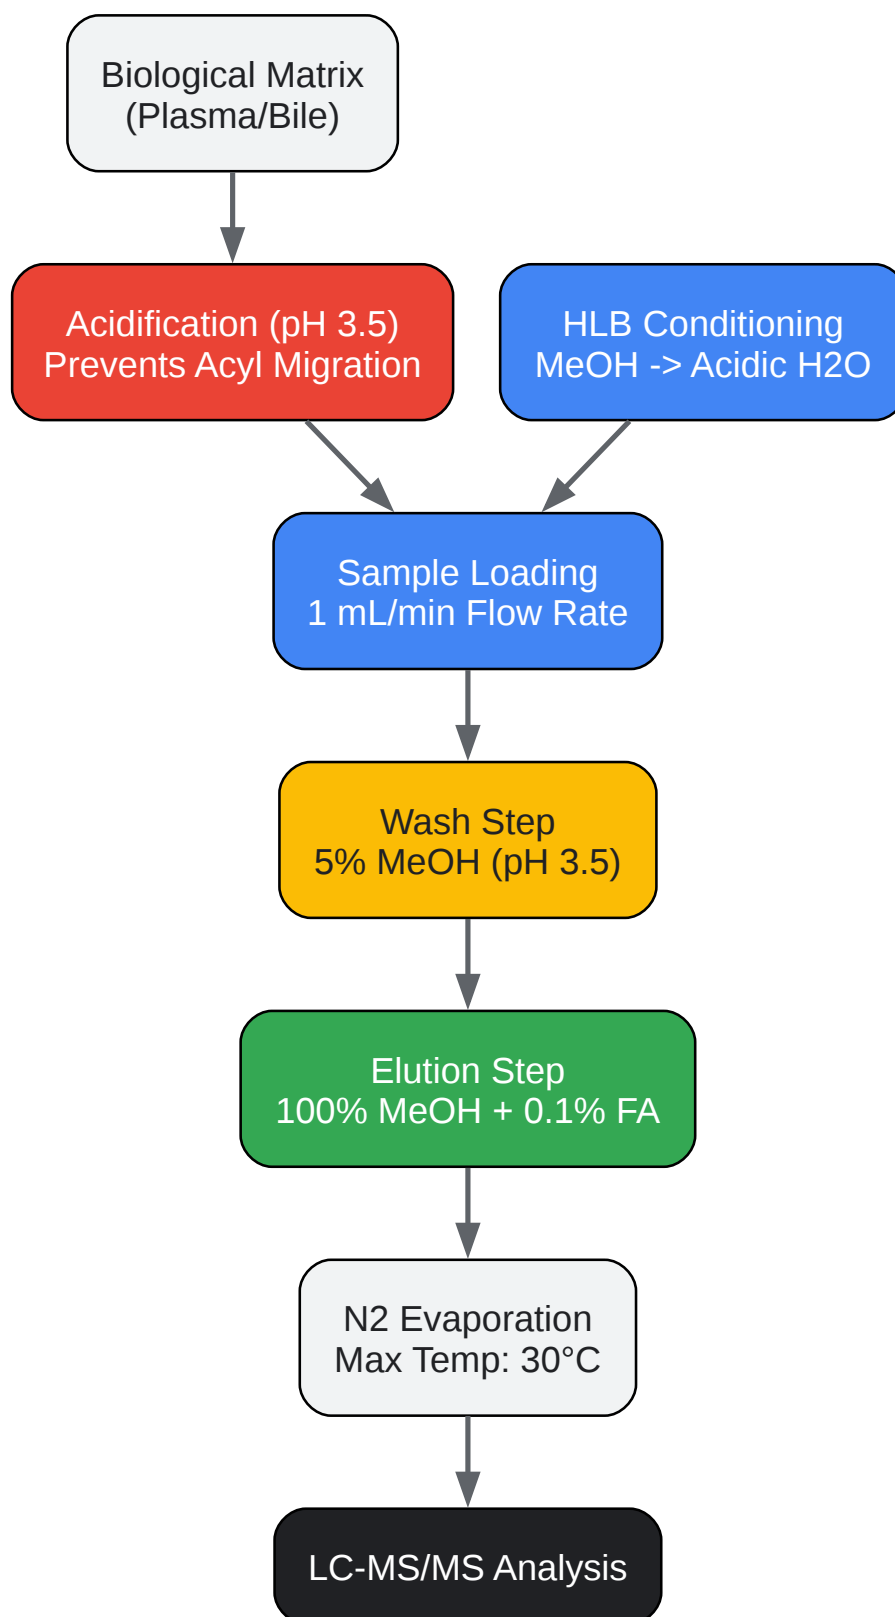 Biological Matrix
(Plasma/Bile)
Acidification (pH 3.5)
Prevents Acyl Migration
HLB Conditioning
MeOH -> Acidic H2O
Sample Loading
1 mL/min Flow Rate
Wash Step
5% MeOH (pH 3.5)
Elution Step
100% MeOH + 0.1% FA
N2 Evaporation
Max Temp: 30°C
LC-MS/MS Analysis